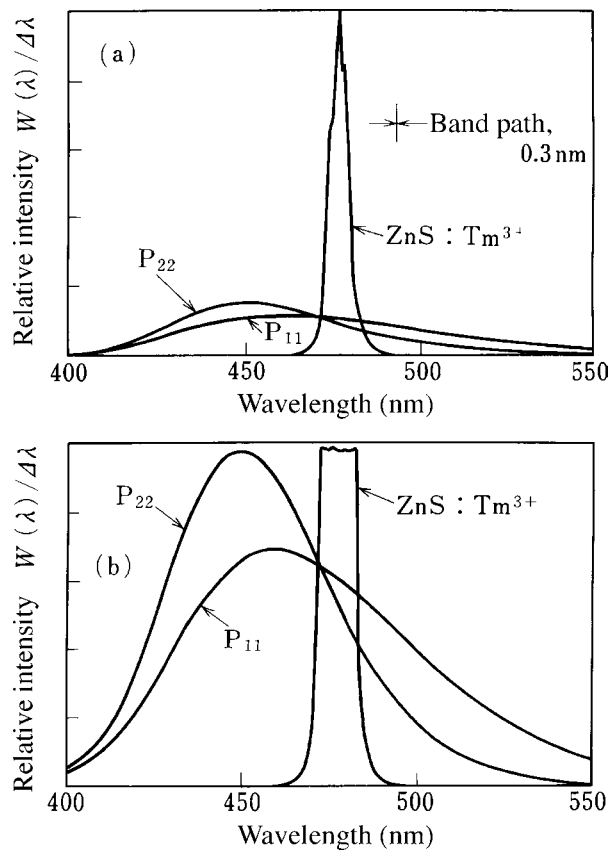 (a)
Relative intensity W(λ)/Δλ
Band path,
0.3 nm
ZnS : Tm³⁺
P₂₂
P₁₁
400 450 500 550
Wavelength (nm)
(b)
Relative intensity W(λ)/Δλ
P₂₂
ZnS : Tm³⁺
P₁₁
400 450 500 550
Wavelength (nm)